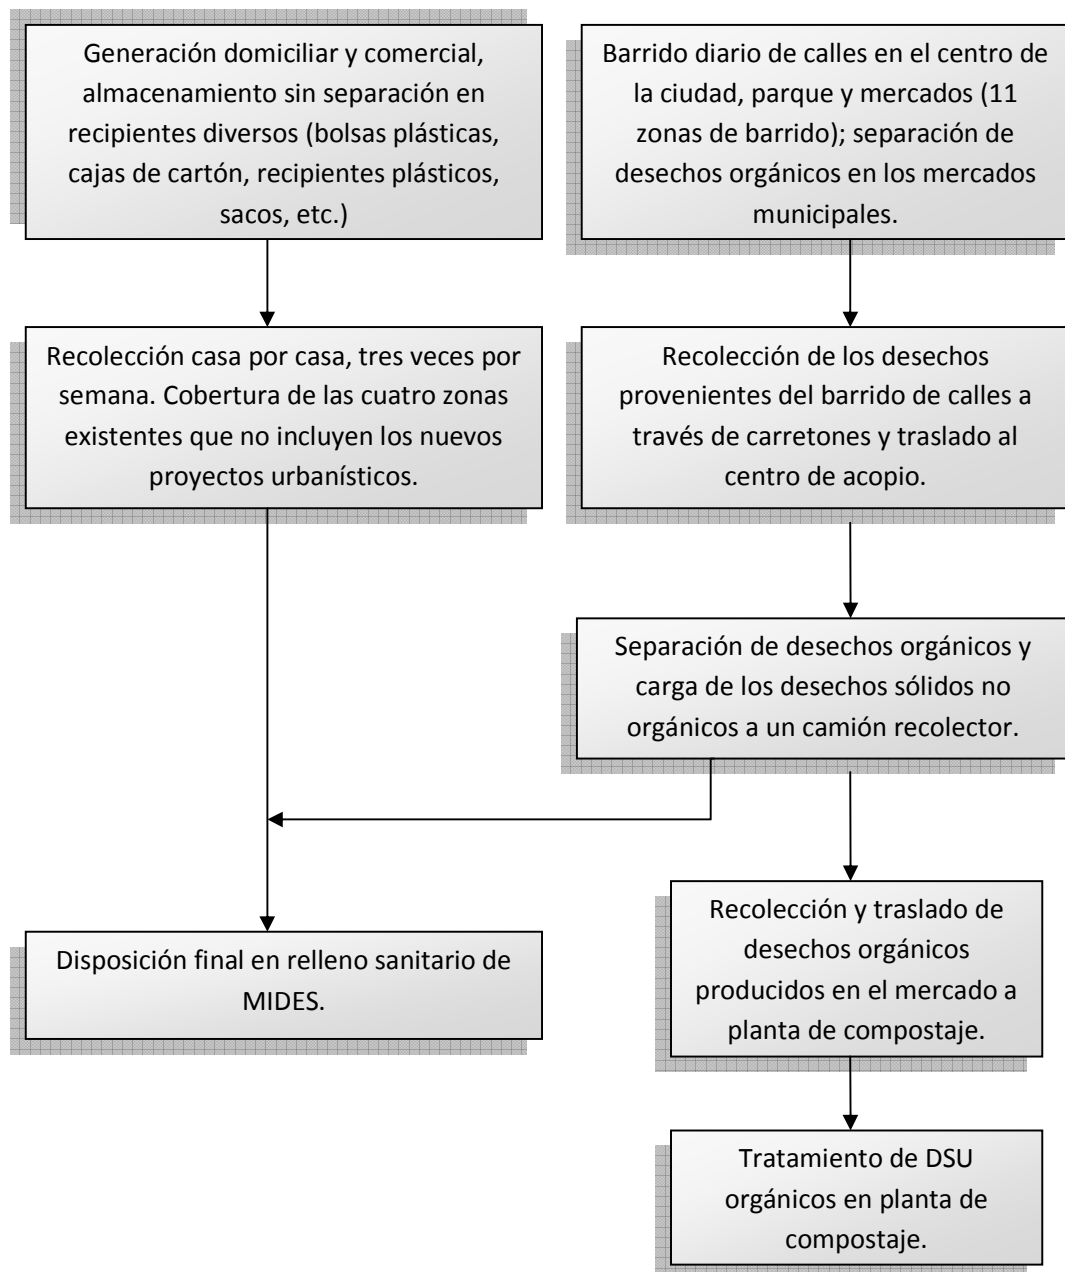 Generación domiciliar y comercial,
almacenamiento sin separación en
recipientes diversos (bolsas plásticas,
cajas de cartón, recipientes plásticos,
sacos, etc.)
Barrido diario de calles en el centro de
la ciudad, parque y mercados (11
zonas de barrido); separación de
desechos orgánicos en los mercados
municipales.
Recolección casa por casa, tres veces por
semana. Cobertura de las cuatro zonas
existentes que no incluyen los nuevos
proyectos urbanísticos.
Recolección de los desechos
provenientes del barrido de calles a
través de carretones y traslado al
centro de acopio.
Separación de desechos orgánicos y
carga de los desechos sólidos no
orgánicos a un camión recolector.
Disposición final en relleno sanitario de
MIDES.
Recolección y traslado de
desechos orgánicos
producidos en el mercado a
planta de compostaje.
Tratamiento de DSU
orgánicos en planta de
compostaje.